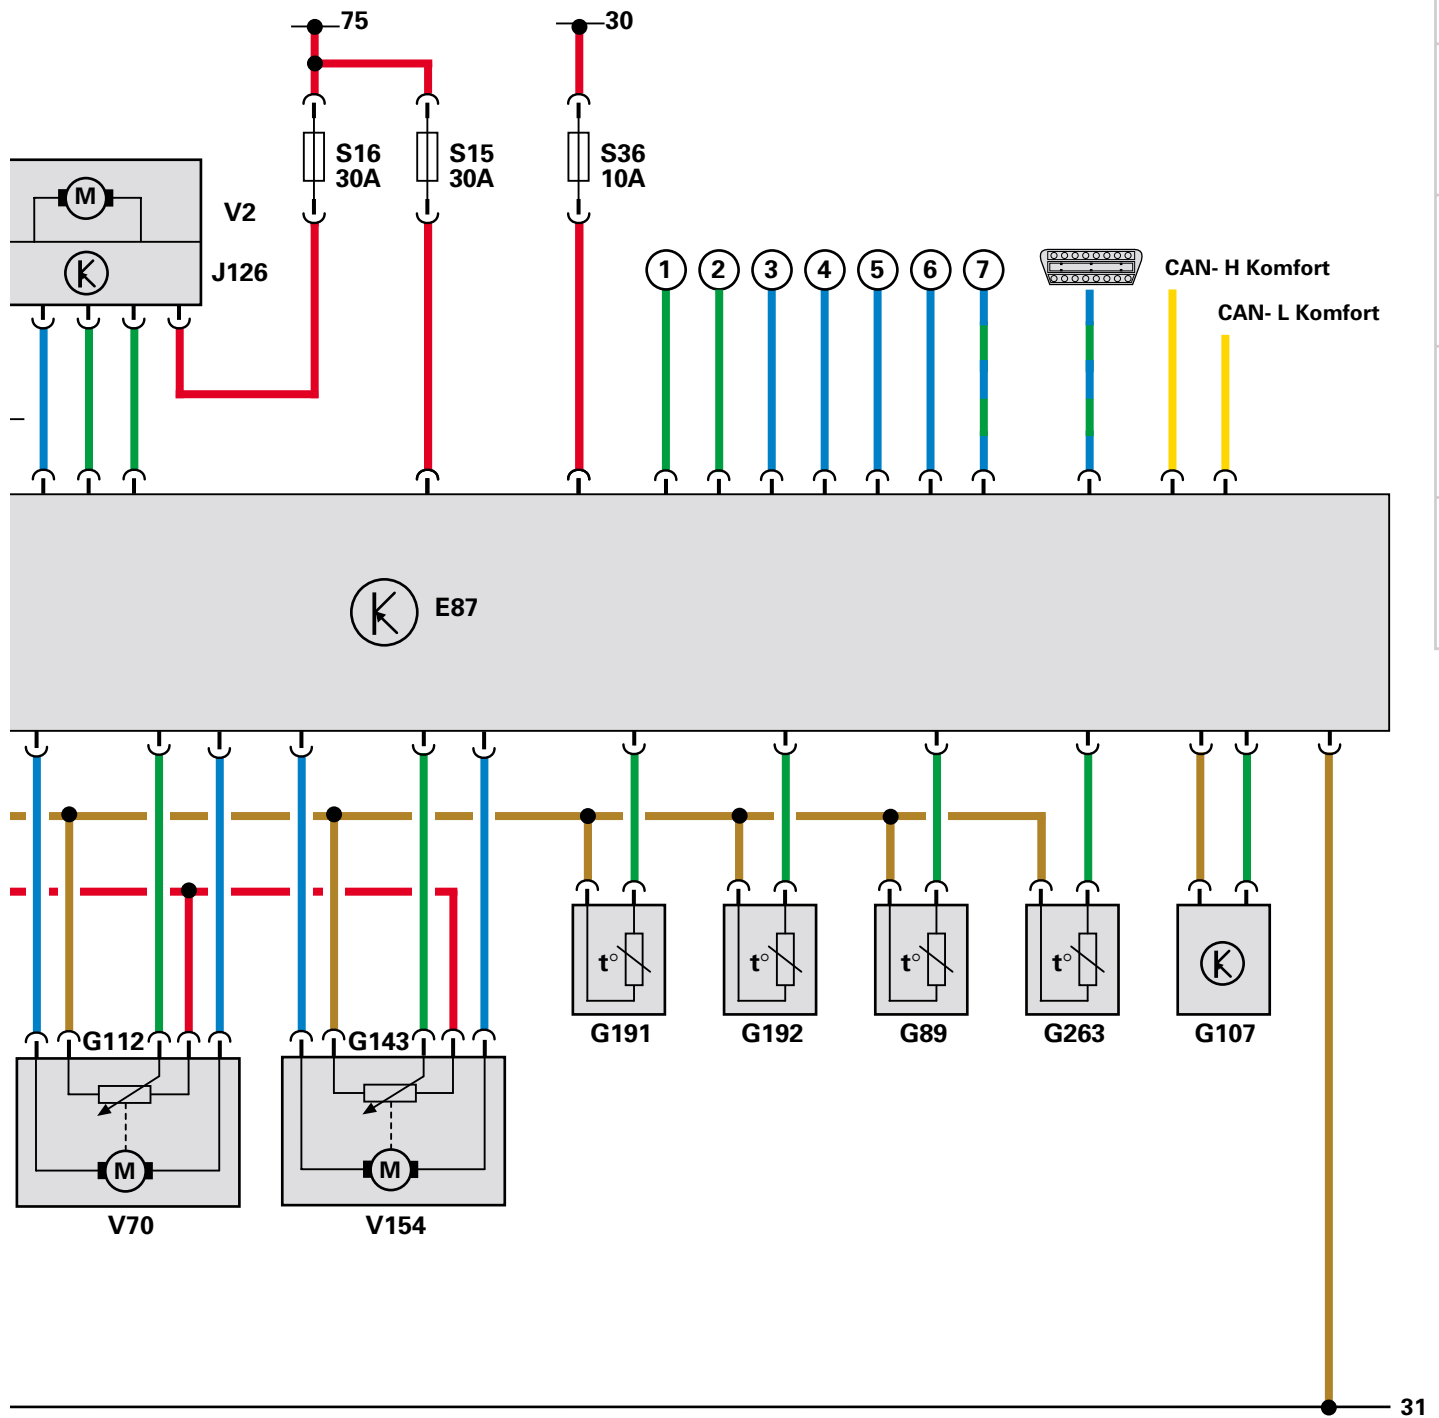 75
30
S16
30A
S15
30A
S36
10A
M
V2
J126
1 2 3 4 5 6 7
CAN- H Komfort
CAN- L Komfort
E87
t° t° t° t°
G191 G192 G89 G263 G107
G112 G143
M M
V70 V154
31